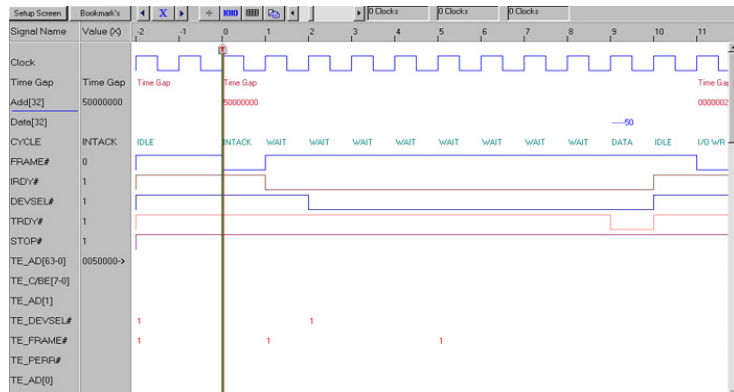 Setup Screen Bookmark's X 1010 0 Clocks 0 Clocks 0 Clocks
Signal Name Value (X) -2 -1 0 1 2 3 4 5 6 7 8 9 10 11
Clock
Time Gap Time Gap Time Gap Time Gap Time Gap
Add[32] 50000000 50000000 0000002
Data[32] -----50
CYCLE INTACK IDLE INTACK WAIT WAIT WAIT WAIT WAIT WAIT WAIT WAIT DATA IDLE I/O WR
FRAME# 0
IRDY# 1
DEVSEL# 1
TRDY# 1
STOP# 1
TE_AD[63-0] 0050000->
TE_C/BE[7-0]
TE_AD[1]
TE_DEVSEL# 1 1
TE_FRAME# 1 1 1
TE_PERR#
TE_AD[0]